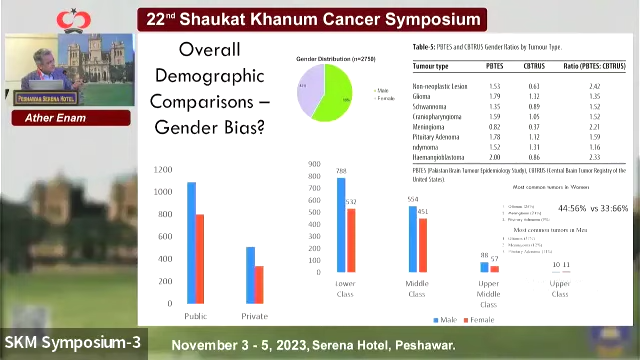 22nd Shaukat Khanum Cancer Symposium
PESHAWAR SERENA HOTEL
Ather Enam
Overall
Demographic
Comparisons –
Gender Bias?
Gender Distribution (n=2750)
Male
Female
Table-5: PBTES and CBTRUS Gender Ratios by Tumour Type.
Tumour type PBTES CBTRUS Ratio (PBTES: CBTRUS)
Non-neoplastic Lesion 1.53 0.63 2.42
Glioma 1.79 1.32 1.35
Schwannoma 1.35 0.89 1.52
Craniopharyngoma 1.59 1.05 1.52
Meningioma 0.82 0.37 2.21
Pituitary Adenoma 1.78 1.12 1.59
ndymoma 1.52 1.31 1.16
Haemangioblastoma 2.00 0.86 2.33
PBTES (Pakistan Brain Tumour Epidemiology Study), CBTRUS (Central Brain Tumor Registry of the
United States).
Most common tumors in Women
44:56% vs 33:66%
Most common tumors in Men
1200
1000
800
600
400
200
0
Public Private
900
800
700
600
500
400
300
200
100
0
788 532 554 451 88 57 10 11
Lower Class Middle Class Upper Middle Class Upper Class
Male Female
SKM Symposium-3
November 3 - 5, 2023, Serena Hotel, Peshawar.